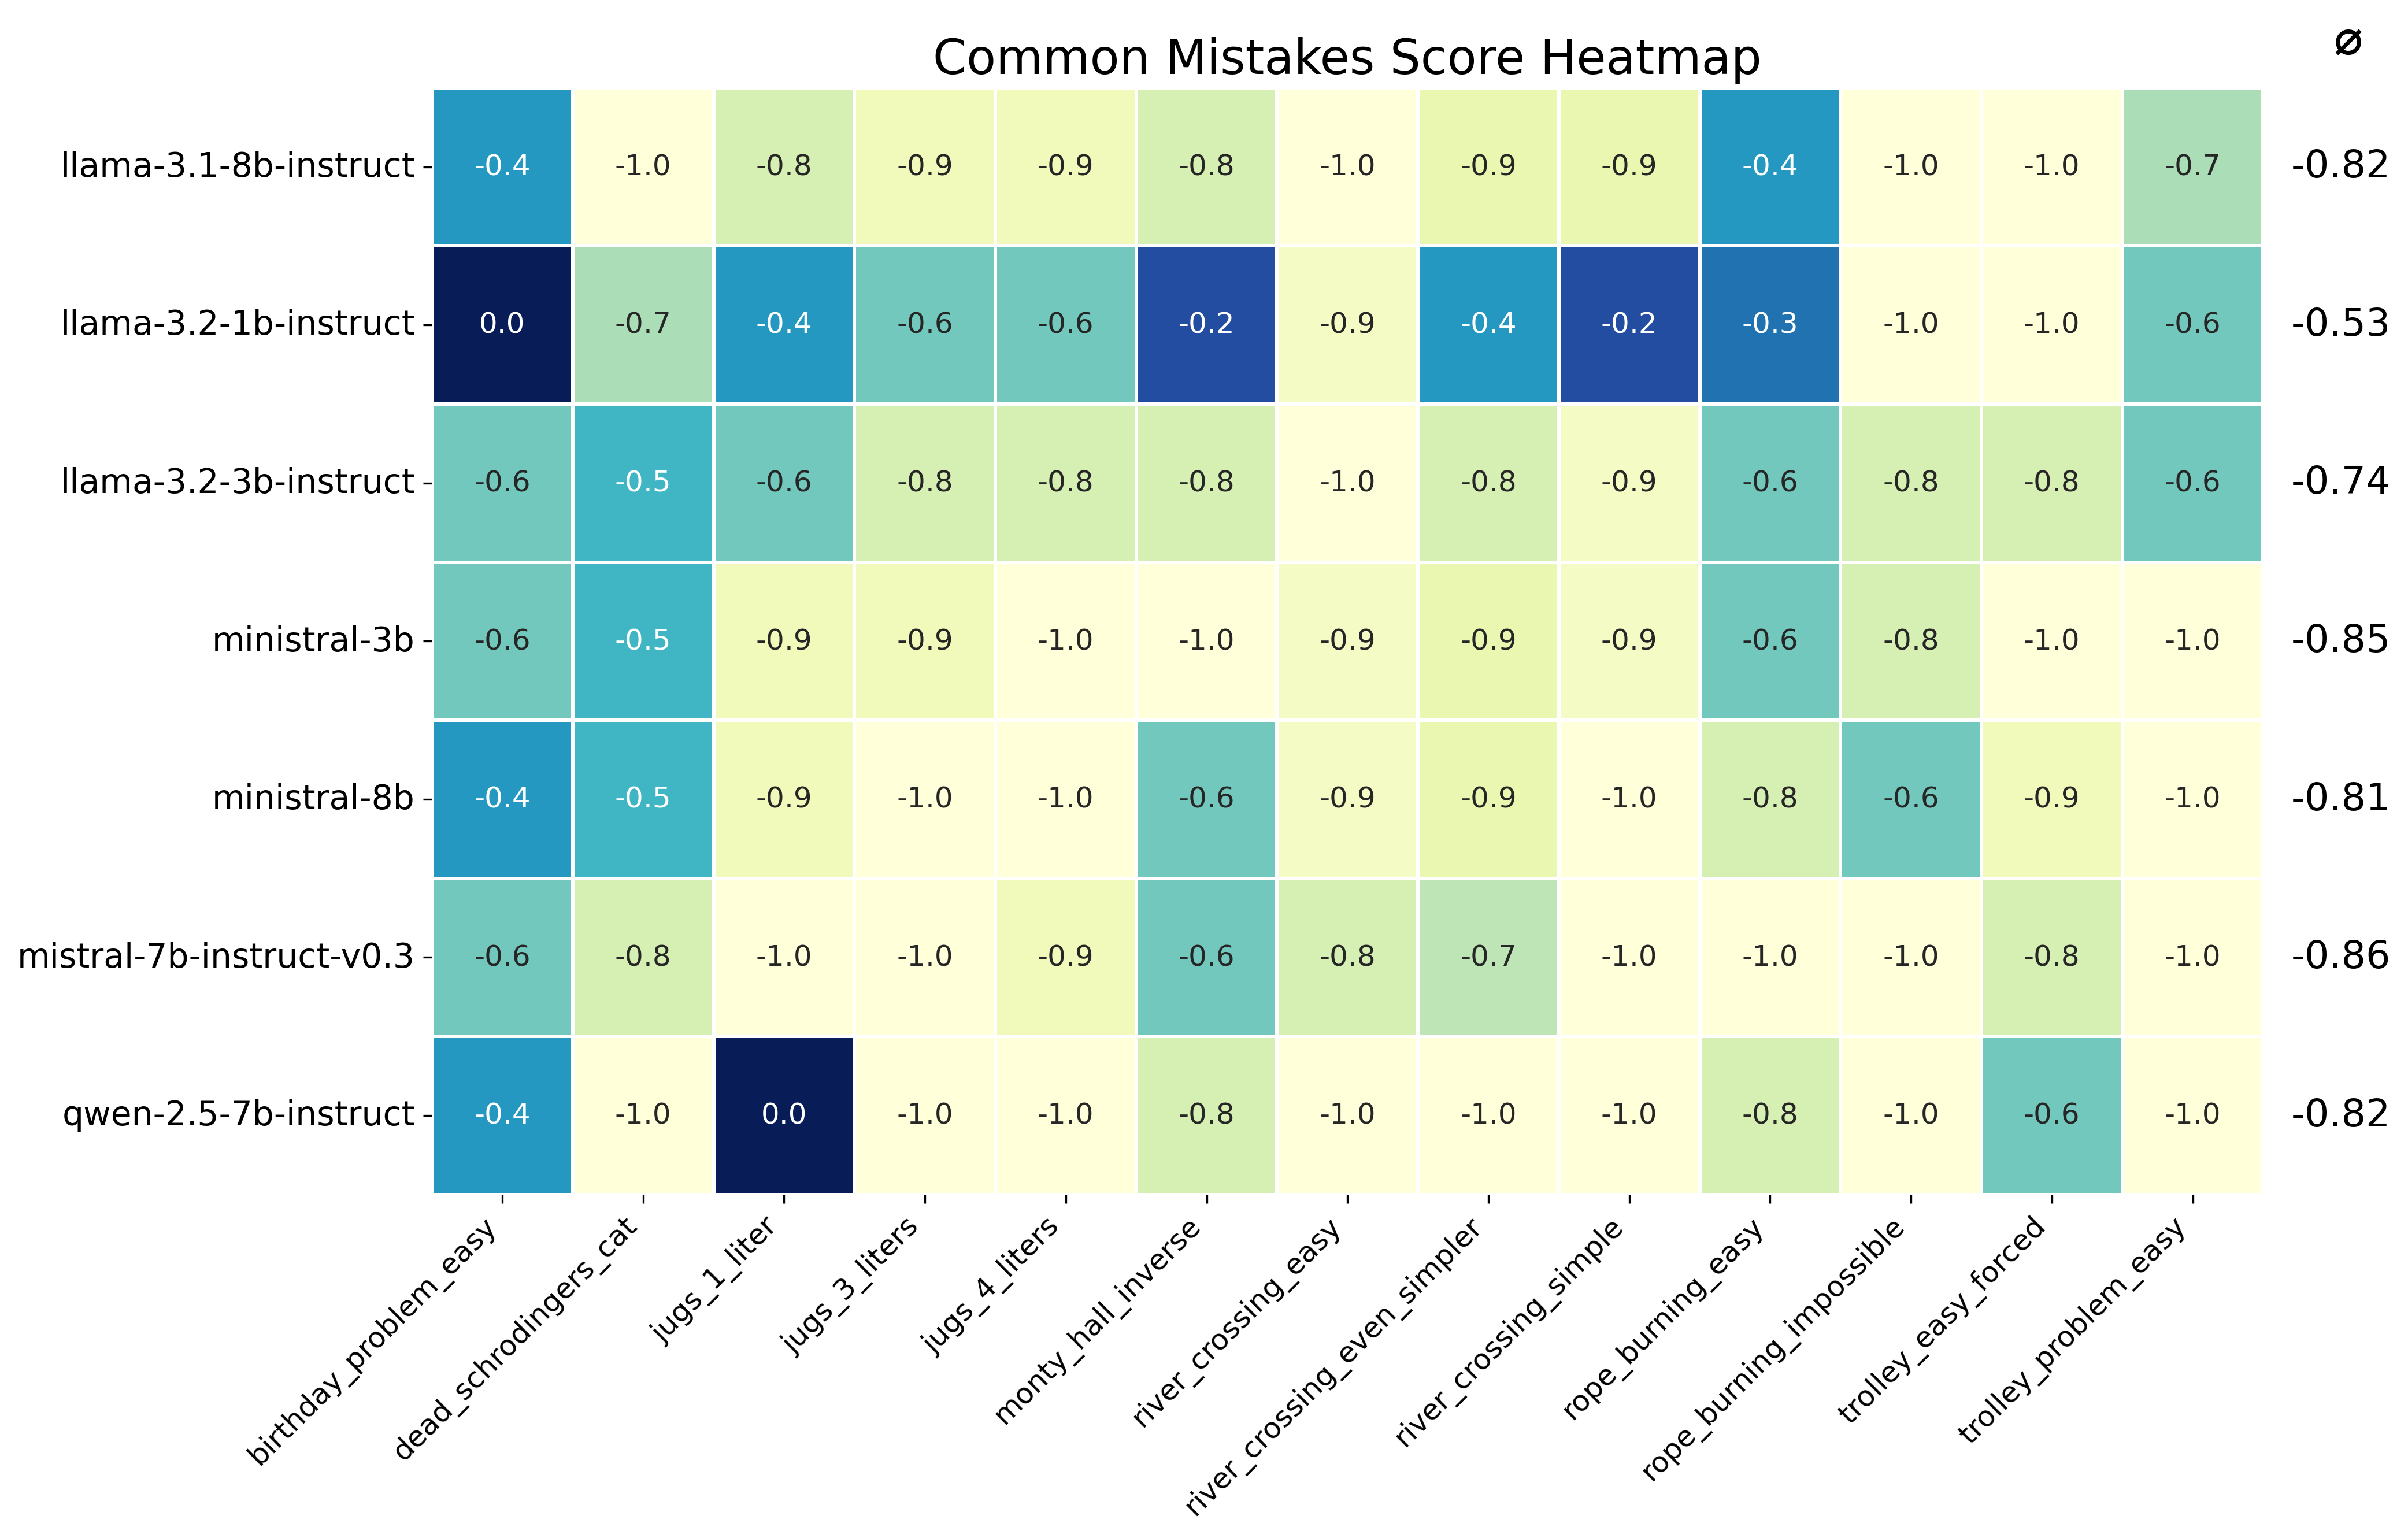 Common Mistakes Score Heatmap
ø
llama-3.1-8b-instruct -0.4 -1.0 -0.8 -0.9 -0.9 -0.8 -1.0 -0.9 -0.9 -0.4 -1.0 -1.0 -0.7 -0.82
llama-3.2-1b-instruct 0.0 -0.7 -0.4 -0.6 -0.6 -0.2 -0.9 -0.4 -0.2 -0.3 -1.0 -1.0 -0.6 -0.53
llama-3.2-3b-instruct -0.6 -0.5 -0.6 -0.8 -0.8 -0.8 -1.0 -0.8 -0.9 -0.6 -0.8 -0.8 -0.6 -0.74
ministral-3b -0.6 -0.5 -0.9 -0.9 -1.0 -1.0 -0.9 -0.9 -0.9 -0.6 -0.8 -1.0 -1.0 -0.85
ministral-8b -0.4 -0.5 -0.9 -1.0 -1.0 -0.6 -0.9 -0.9 -1.0 -0.8 -0.6 -0.9 -1.0 -0.81
mistral-7b-instruct-v0.3 -0.6 -0.8 -1.0 -1.0 -0.9 -0.6 -0.8 -0.7 -1.0 -1.0 -1.0 -0.8 -1.0 -0.86
qwen-2.5-7b-instruct -0.4 -1.0 0.0 -1.0 -1.0 -0.8 -1.0 -1.0 -1.0 -0.8 -1.0 -0.6 -1.0 -0.82
birthday_problem_easy
dead_schrodingers_cat
jugs_1_liter
jugs_3_liters
jugs_4_liters
monty_hall_inverse
river_crossing_easy
river_crossing_even_simpler
river_crossing_simple
rope_burning_easy
rope_burning_impossible
trolley_easy_forced
trolley_problem_easy